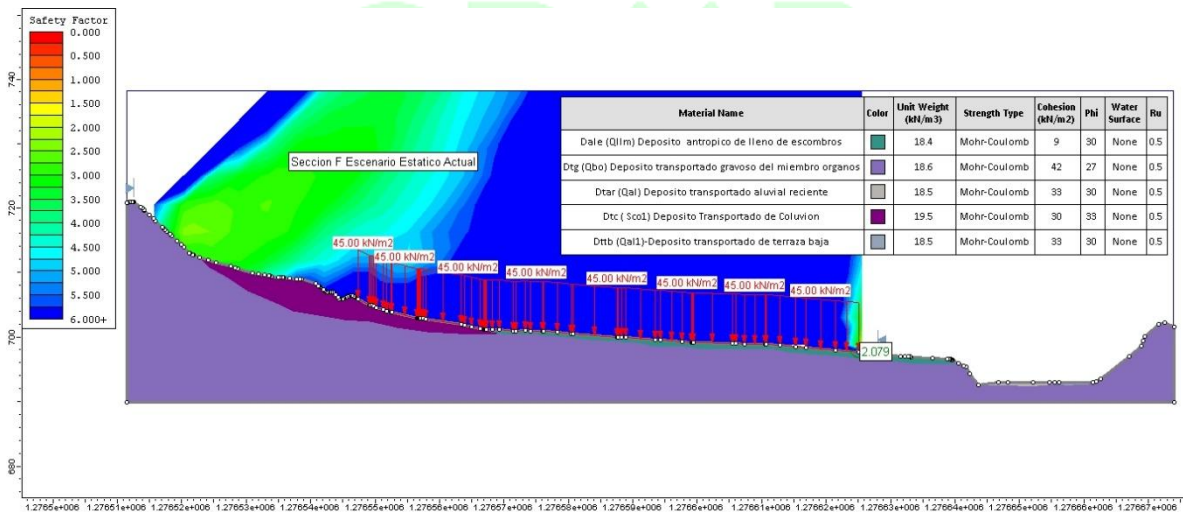 Safety Factor
0.000
0.500
1.000
1.500
2.000
2.500
3.000
3.500
4.000
4.500
5.000
5.500
6.000+
740
720
700
680
Seccion F Escenario Estatico Actual
Material Name Color Unit Weight (kN/m3) Strength Type Cohesion (kN/m2) Phi Water Surface Ru
Dale (Qllm) Deposito antropico de lleno de escombros 18.4 Mohr-Coulomb 9 30 None 0.5
Dtg (Qbo) Deposito transportado gravoso del miembro organos 18.6 Mohr-Coulomb 42 27 None 0.5
Dtar (Qal) Deposito transportado aluvial reciente 18.5 Mohr-Coulomb 33 30 None 0.5
Dtc ( Sco1) Deposito Transportado de Coluvion 19.5 Mohr-Coulomb 30 33 None 0.5
Dttb (Qal1)-Deposito transportado de terraza baja 18.5 Mohr-Coulomb 33 30 None 0.5
45.00 kN/m2
45.00 kN/m2
45.00 kN/m2
45.00 kN/m2
45.00 kN/m2
45.00 kN/m2
45.00 kN/m2
2.079
1.27665e+006 1.27651e+006 1.27652e+006 1.27653e+006 1.27654e+006 1.27655e+006 1.27656e+006 1.27657e+006 1.27658e+006 1.27659e+006 1.2766e+006 1.27661e+006 1.27662e+006 1.27663e+006 1.27664e+006 1.27665e+006 1.27666e+006 1.27667e+006